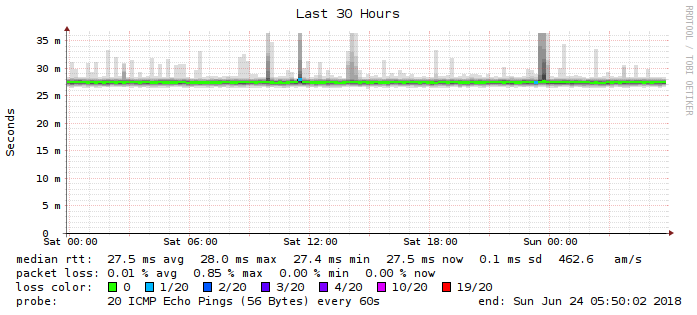 Last 30 Hours
RRDTOOL / TOBI OETIKER
Seconds
35 m
30 m
25 m
20 m
15 m
10 m
5 m
0
Sat 00:00 Sat 06:00 Sat 12:00 Sat 18:00 Sun 00:00
median rtt: 27.5 ms avg 28.0 ms max 27.4 ms min 27.5 ms now 0.1 ms sd 462.6 am/s
packet loss: 0.01 % avg 0.85 % max 0.00 % min 0.00 % now
loss color: 0 1/20 2/20 3/20 4/20 10/20 19/20
probe: 20 ICMP Echo Pings (56 Bytes) every 60s end: Sun Jun 24 05:50:02 2018